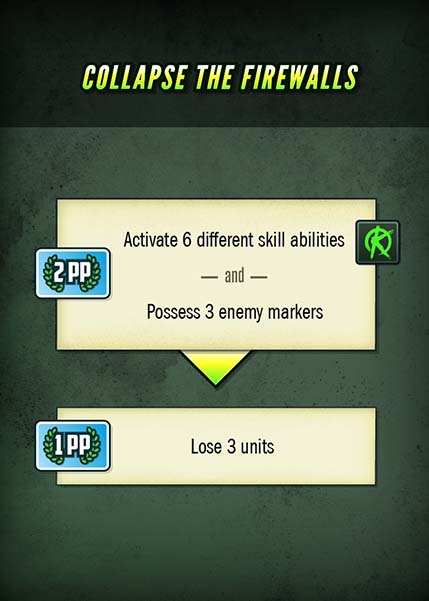 COLLAPSE THE FIREWALLS
Activate 6 different skill abilities
2 PP
— and —
Possess 3 enemy markers
1 PP
Lose 3 units